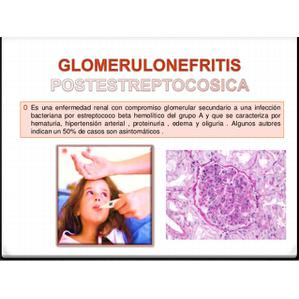 GLOMERULONEFRITIS
POSTESTREPTOCOSICA
Es una enfermedad renal con compromiso glomerular secundario a una infección
bacteriana por estreptococo beta hemolítico del grupo A y que se caracteriza por
hematuria, hipertensión arterial , proteinuria , edema y oliguria . Algunos autores
indican un 50% de casos son asintomáticos .